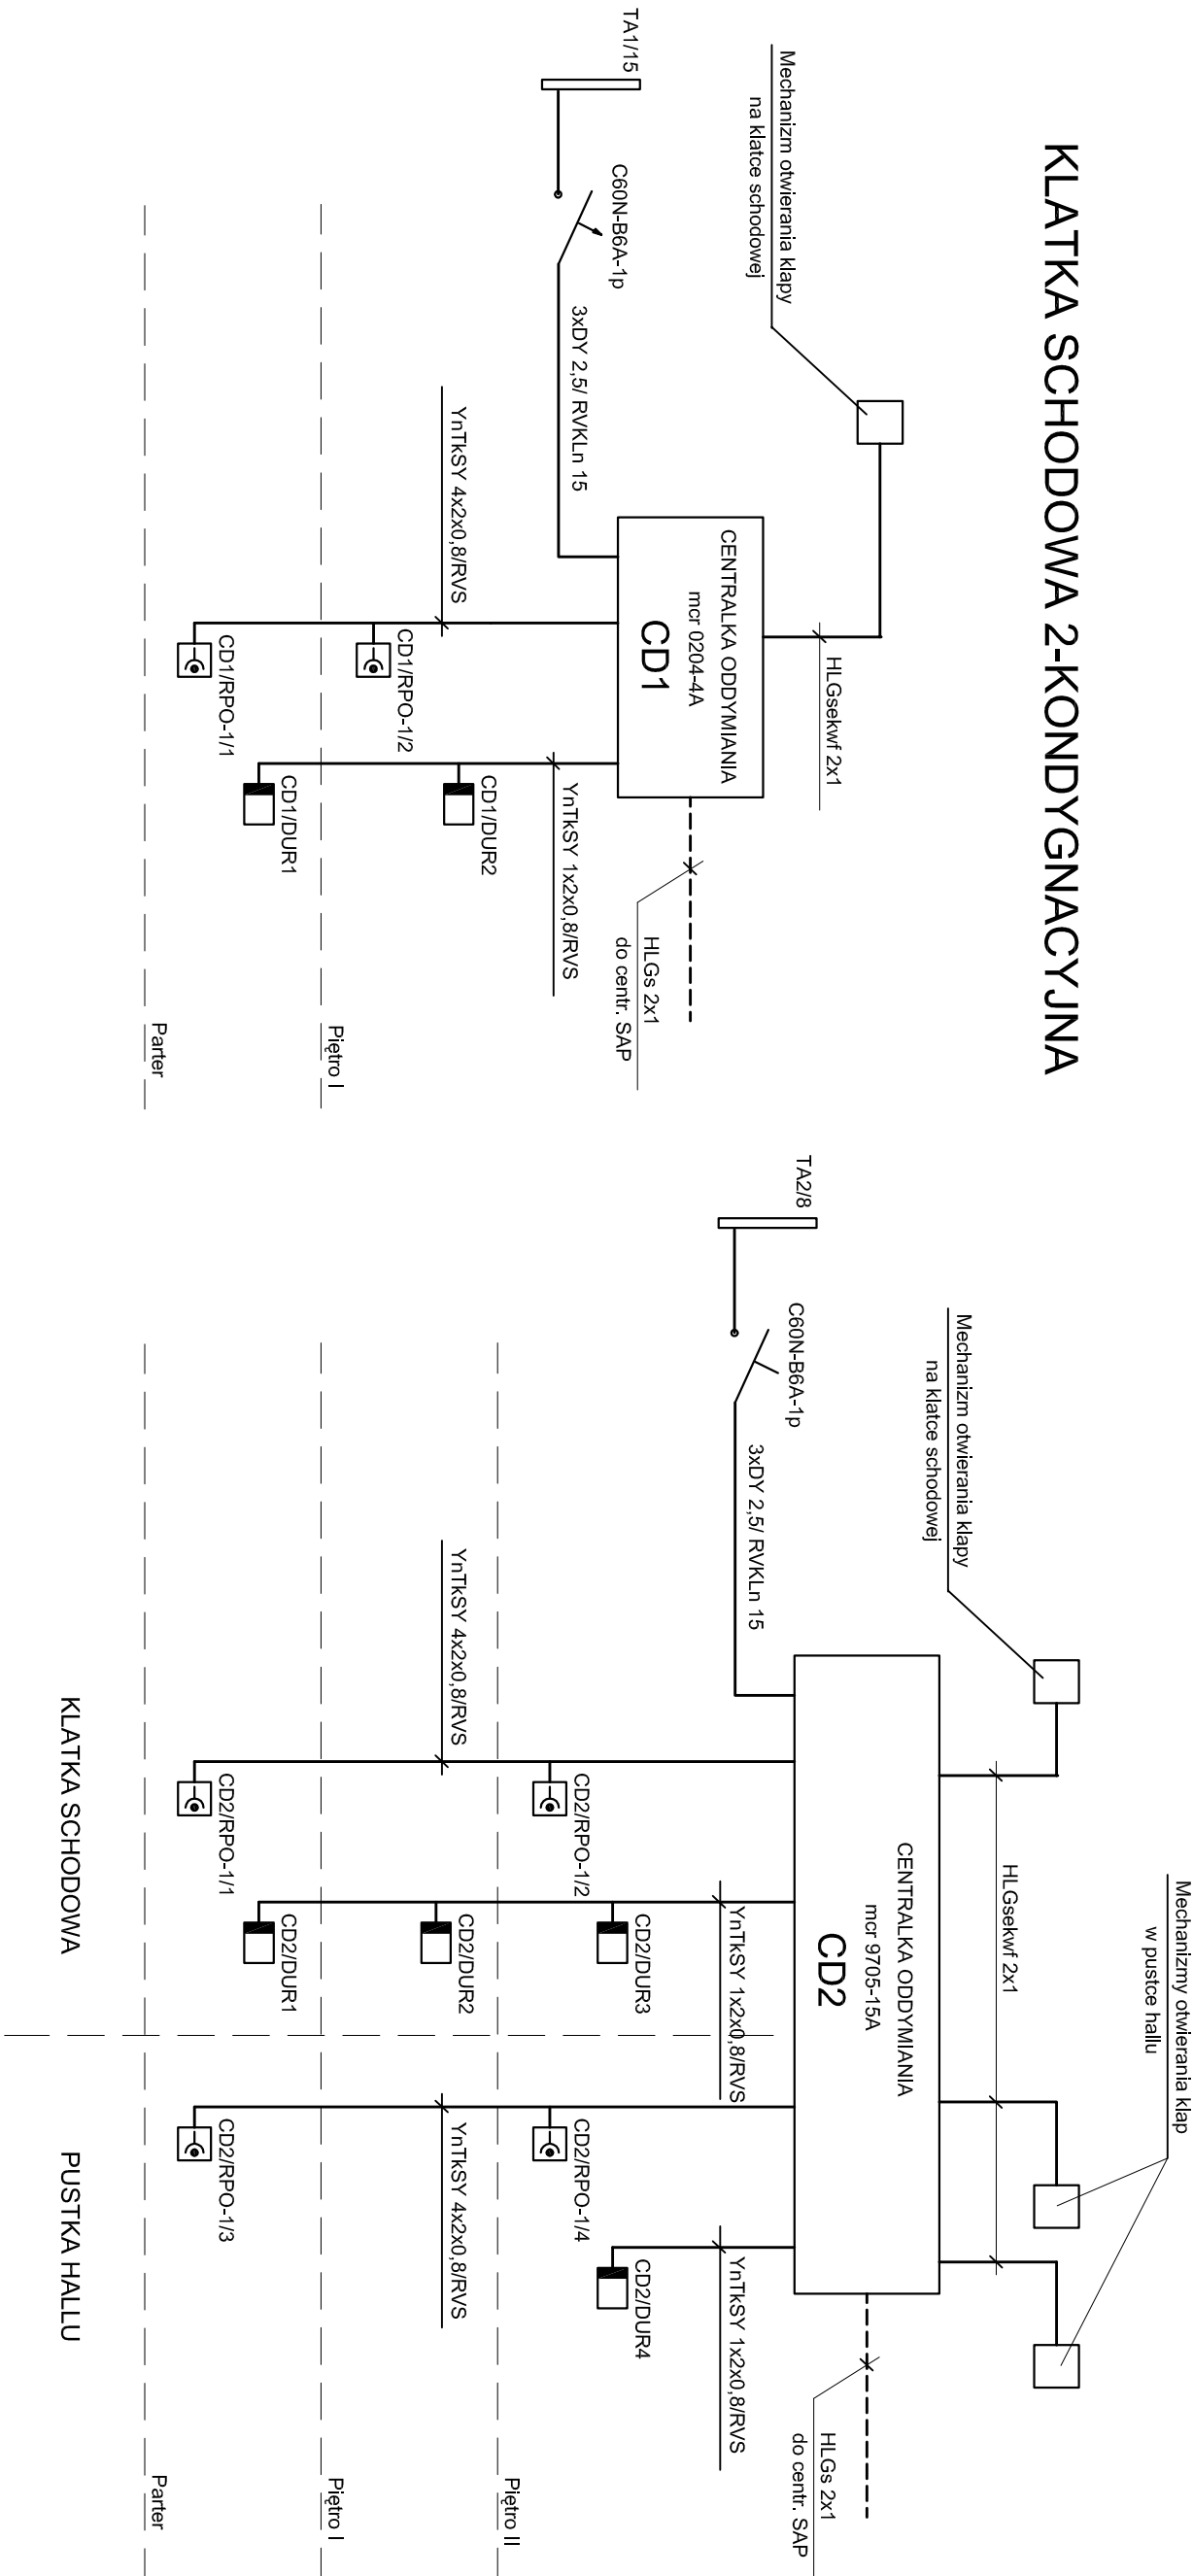 KLATKA SCHODOWA 2-KONDYGNACYJNA
Mechanizm otwierania klapy
na klatce schodowej
HLGsekwf 2x1
TA1/15
C60N-B6A-1p
3xDY 2,5/ RVKLn 15
CENTRALKA ODDYMIANIA
mcr 0204-4A
CD1
HLGs 2x1
do centr. SAP
YnTkSY 4x2x0,8/RVS
YnTkSY 1x2x0,8/RVS
CD1/RPO-1/2
CD1/DUR2
Piętro I
CD1/RPO-1/1
CD1/DUR1
Parter
Mechanizmy otwierania klap
w pustce hallu
Mechanizm otwierania klapy
na klatce schodowej
HLGsekwf 2x1
TA2/8
C60N-B6A-1p
3xDY 2,5/ RVKLn 15
CENTRALKA ODDYMIANIA
mcr 9705-15A
CD2
HLGs 2x1
do centr. SAP
YnTkSY 1x2x0,8/RVS
YnTkSY 1x2x0,8/RVS
CD2/RPO-1/2
CD2/DUR3
CD2/RPO-1/4
CD2/DUR4
Piętro II
YnTkSY 4x2x0,8/RVS
CD2/DUR2
YnTkSY 4x2x0,8/RVS
Piętro I
CD2/RPO-1/1
CD2/DUR1
CD2/RPO-1/3
Parter
KLATKA SCHODOWA
PUSTKA HALLU